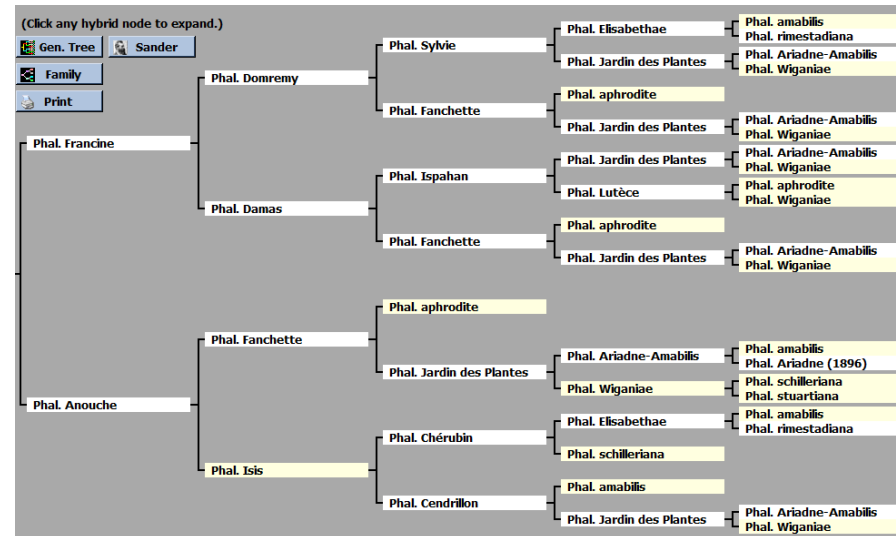 (Click any hybrid node to expand.)
Gen. Tree
Sander
Family
Print
Phal. Francine
Phal. Domremy
Phal. Sylvie
Phal. Elisabethae
Phal. amabilis
Phal. rimestadiana
Phal. Jardin des Plantes
Phal. Ariadne-Amabilis
Phal. Wiganiae
Phal. Fanchette
Phal. aphrodite
Phal. Jardin des Plantes
Phal. Ariadne-Amabilis
Phal. Wiganiae
Phal. Damas
Phal. Ispahan
Phal. Jardin des Plantes
Phal. Ariadne-Amabilis
Phal. Wiganiae
Phal. Lutèce
Phal. aphrodite
Phal. Wiganiae
Phal. Fanchette
Phal. aphrodite
Phal. Jardin des Plantes
Phal. Ariadne-Amabilis
Phal. Wiganiae
Phal. Anouche
Phal. Fanchette
Phal. aphrodite
Phal. Jardin des Plantes
Phal. Ariadne-Amabilis
Phal. amabilis
Phal. Ariadne (1896)
Phal. Wiganiae
Phal. schilleriana
Phal. stuartiana
Phal. Isis
Phal. Chérubin
Phal. Elisabethae
Phal. amabilis
Phal. rimestadiana
Phal. schilleriana
Phal. Cendrillon
Phal. amabilis
Phal. Jardin des Plantes
Phal. Ariadne-Amabilis
Phal. Wiganiae